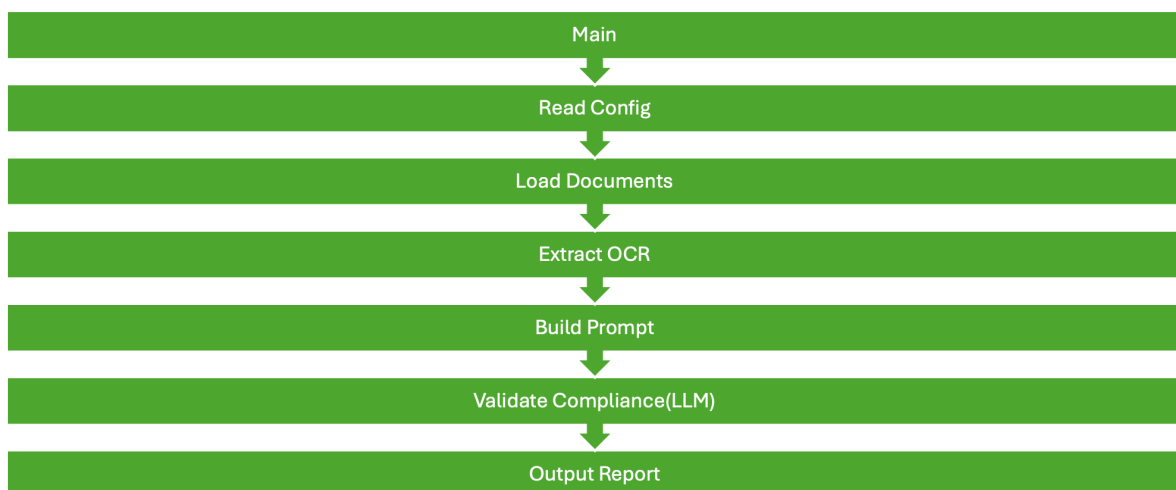 Main
Read Config
Load Documents
Extract OCR
Build Prompt
Validate Compliance(LLM)
Output Report